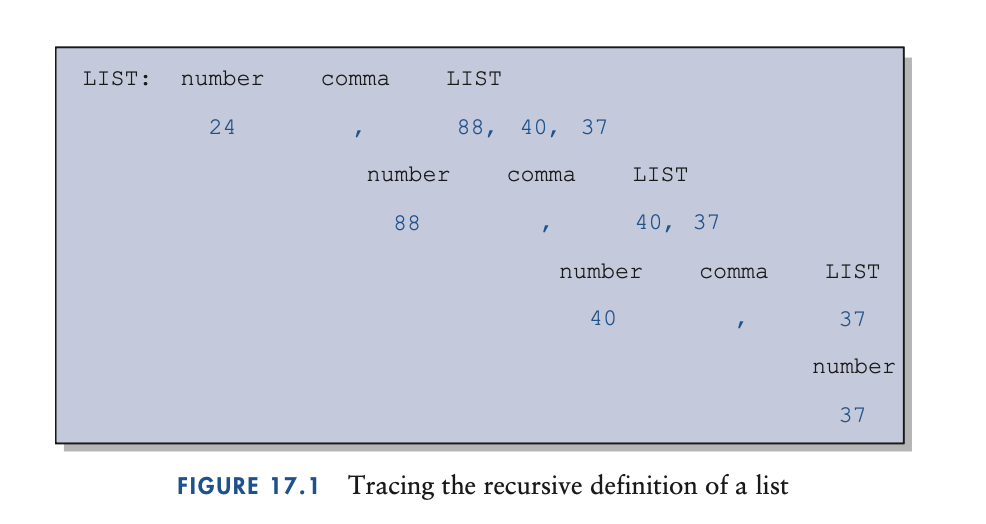 LIST: number comma LIST
24 , 88, 40, 37
number comma LIST
88 , 40, 37
number comma LIST
40 , 37
number
37
FIGURE 17.1 Tracing the recursive definition of a list